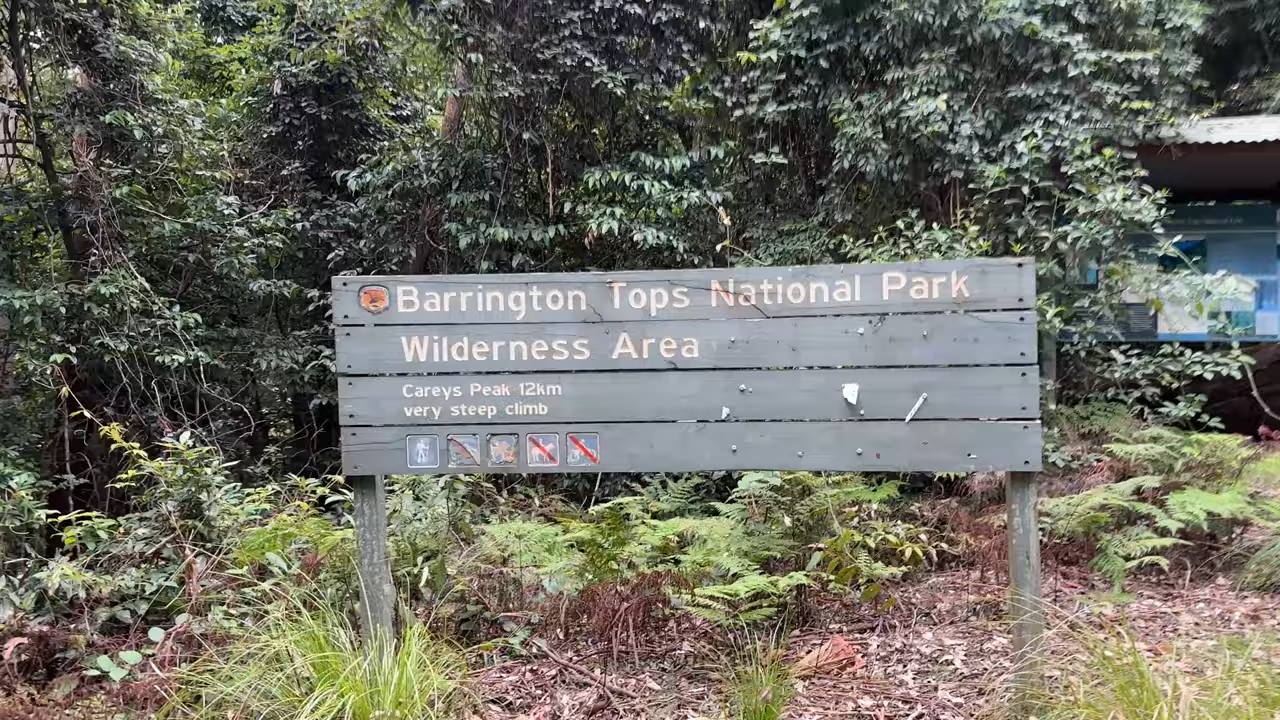 Barrington Tops National Park
Wilderness Area
Careys Peak 12km
very steep climb